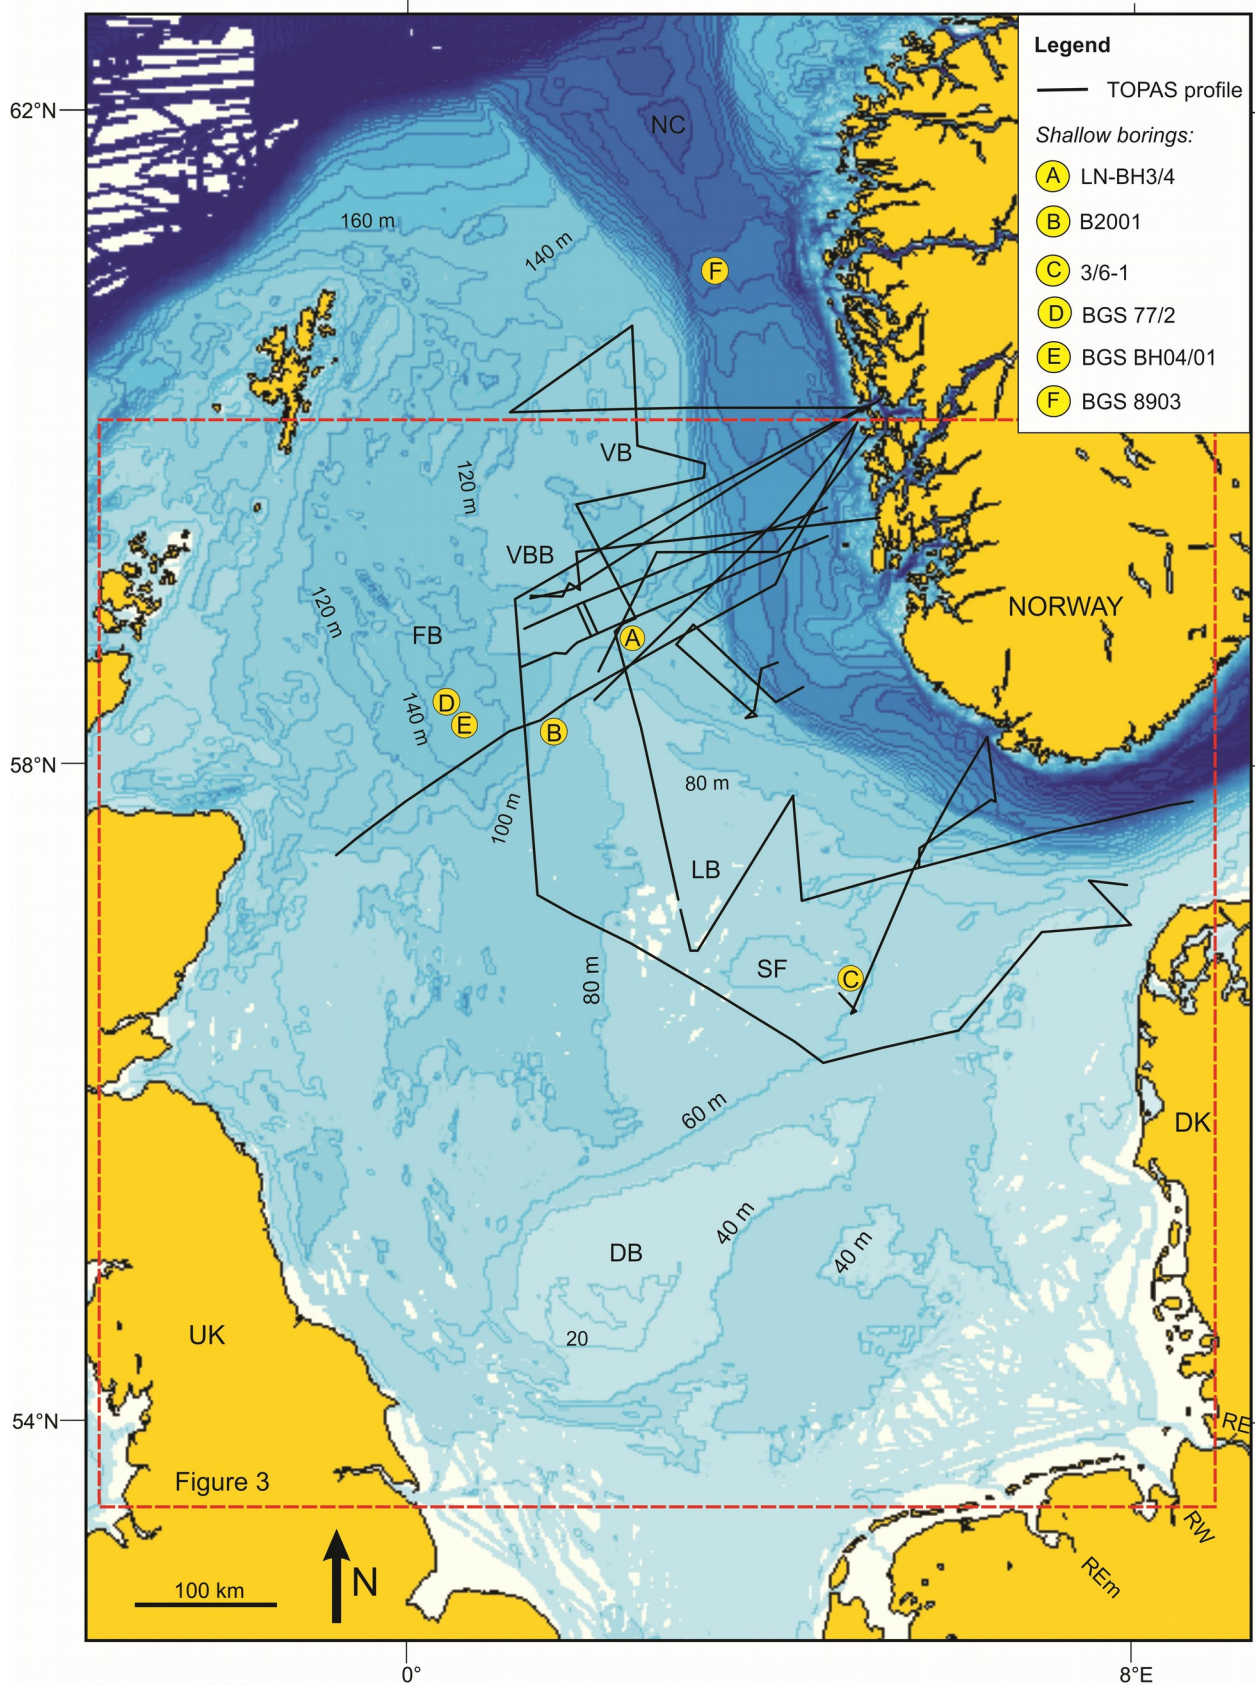 Legend
62°N
TOPAS profile
NC
Shallow borings:
A LN-BH3/4
160 m
B B2001
140 m
F
C 3/6-1
D BGS 77/2
E BGS BH04/01
F BGS 8903
VB
120 m
VBB
120 m
NORWAY
FB
A
D
140 m
E
B
58°N
80 m
100 m
LB
SF
C
80 m
60 m
DK
40 m
40 m
DB
UK
20
54°N
RE
Figure 3
RW
REm
N
100 km
0°
8°E